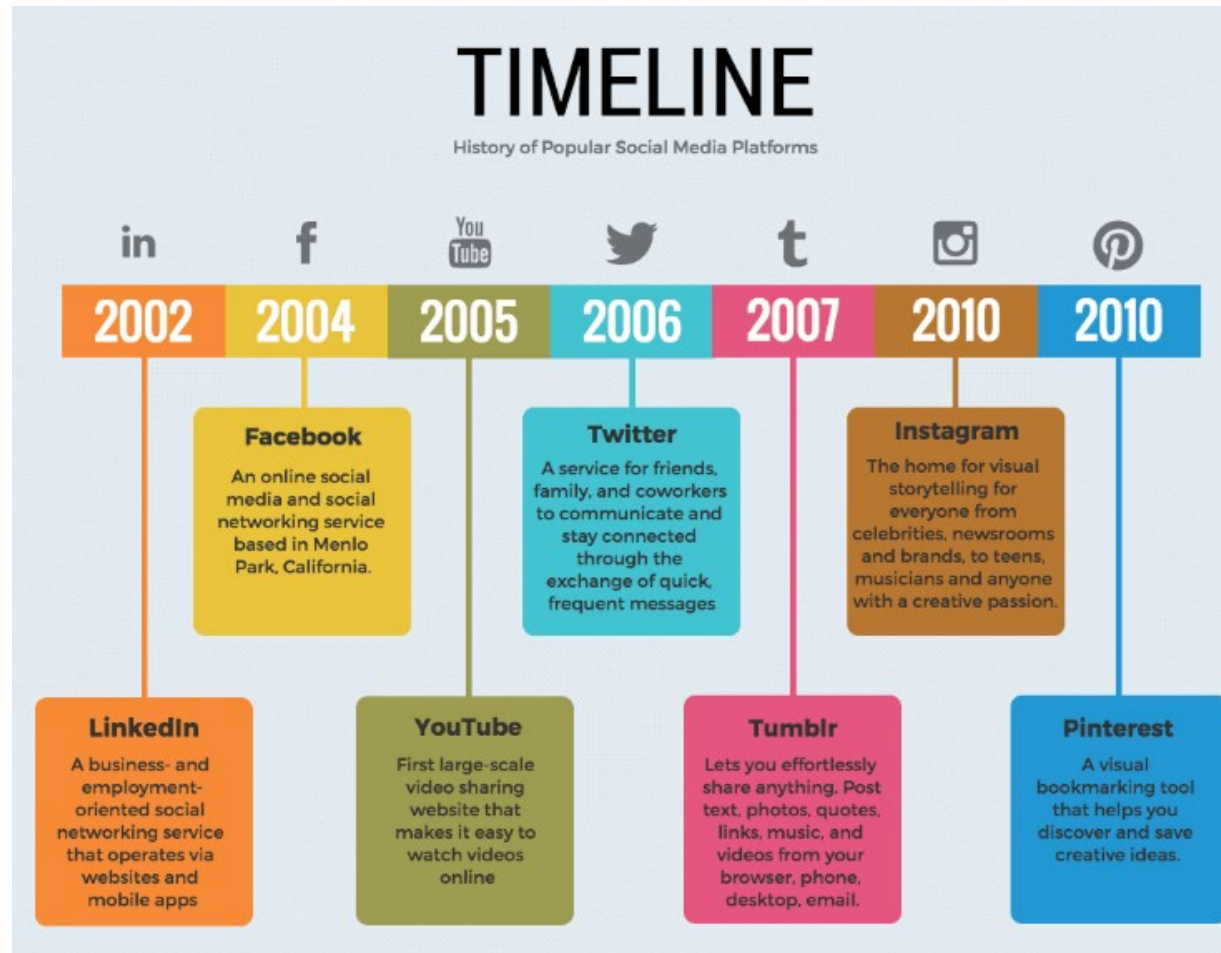 TIMELINE
History of Popular Social Media Platforms
in
f
You
Tube
t
2002
2004
2005
2006
2007
2010
2010
Facebook
An online social
media and social
networking service
based in Menlo
Park, California.
Twitter
A service for friends,
family, and coworkers
to communicate and
stay connected
through the
exchange of quick,
frequent messages
Instagram
The home for visual
storytelling for
everyone from
celebrities, newsrooms
and brands, to teens,
musicians and anyone
with a creative passion.
LinkedIn
A business- and
employment-
oriented social
networking service
that operates via
websites and
mobile apps
YouTube
First large-scale
video sharing
website that
makes it easy to
watch videos
online
Tumblr
Lets you effortlessly
share anything. Post
text, photos, quotes,
links, music, and
videos from your
browser, phone,
desktop, email.
Pinterest
A visual
bookmarking tool
that helps you
discover and save
creative ideas.